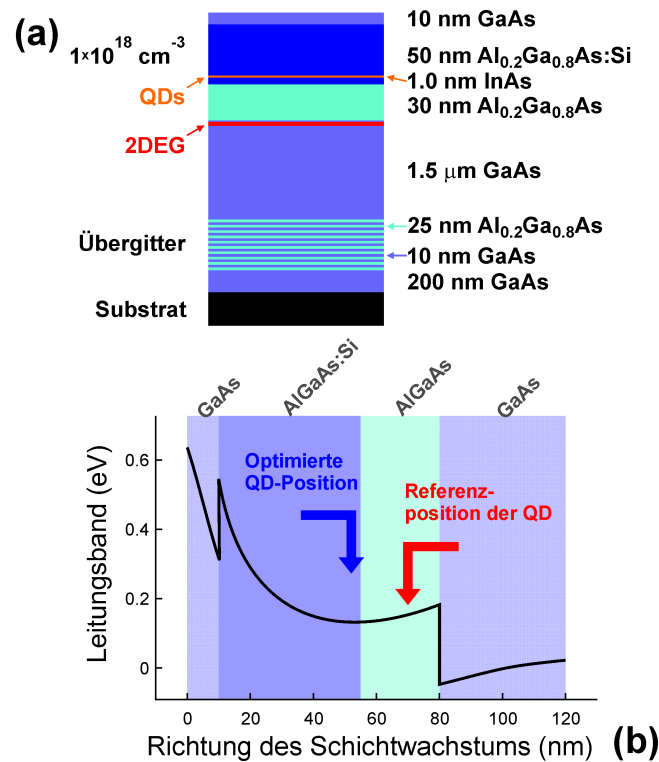 (a)
10 nm GaAs
1×10^18 cm^-3
50 nm Al0.2Ga0.8As:Si
QDs
1.0 nm InAs
30 nm Al0.2Ga0.8As
2DEG
1.5 μm GaAs
25 nm Al0.2Ga0.8As
Übergitter
10 nm GaAs
200 nm GaAs
Substrat
GaAs
AlGaAs:Si
AlGaAs
GaAs
Optimierte
QD-Position
Referenz-
position der QD
Leitungsband (eV)
0.6
0.4
0.2
0
0 20 40 60 80 100 120
Richtung des Schichtwachstums (nm)
(b)